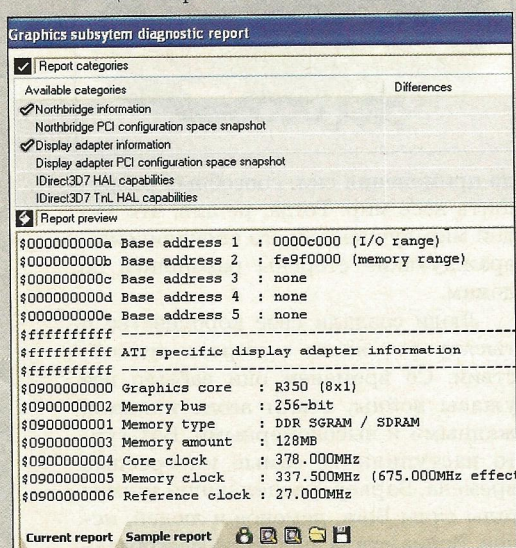 Graphics subsytem diagnostic report
Report categories
Available categories Differences
Northbridge information
Northbridge PCI configuration space snapshot
Display adapter information
Display adapter PCI configuration space snapshot
IDirect3D7 HAL capabilities
IDirect3D7 TnL HAL capabilities
Report preview
$000000000a Base address 1 : 0000c000 (I/O range)
$000000000b Base address 2 : fe9f0000 (memory range)
$000000000c Base address 3 : none
$000000000d Base address 4 : none
$000000000e Base address 5 : none
$ffffffffff ----------------------------------------
$ffffffffff ATI specific display adapter information
$ffffffffff ----------------------------------------
$0900000000 Graphics core : R350 (8x1)
$0900000001 Memory bus : 256-bit
$0900000002 Memory type : DDR SGRAM / SDRAM
$0900000003 Memory amount : 128MB
$0900000004 Core clock : 378.000MHz
$0900000005 Memory clock : 337.500MHz (675.000MHz effect
$0900000006 Reference clock : 27.000MHz
Current report Sample report